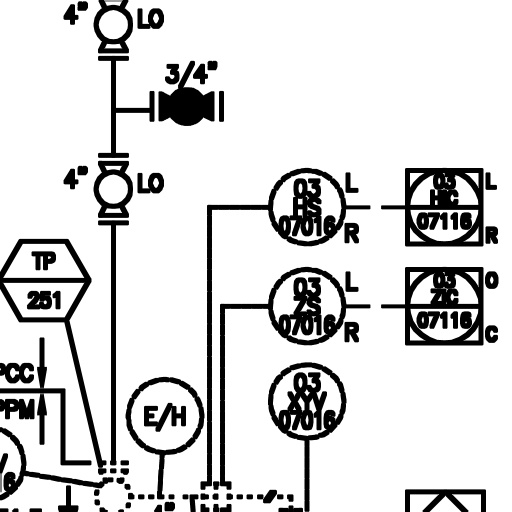 4" LO
3/4"
4" LO
03
HS
07016
L
R
03
HIC
07116
L
R
TP
251
03
ZS
07016
L
R
03
ZIC
07116
O
C
PCC
PPM
E/H
03
XYV
07016
4"